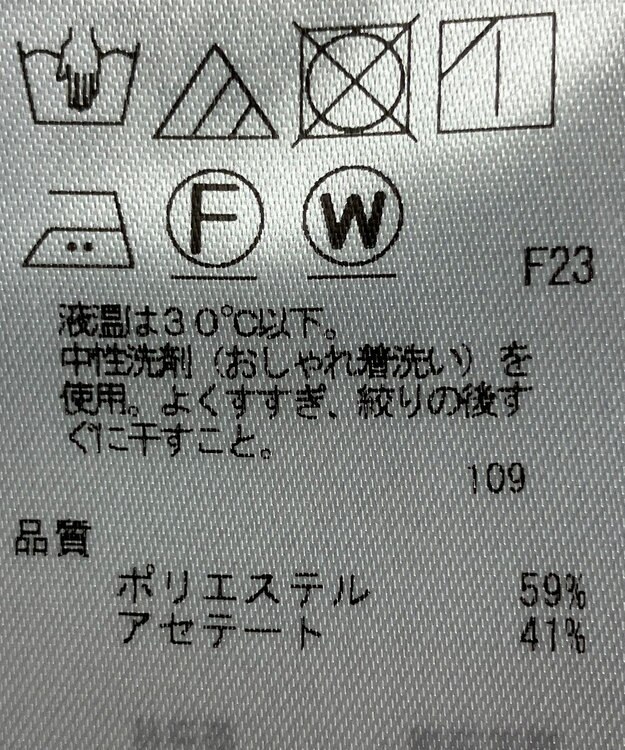 F W
F23
液温は30℃以下。
中性洗剤（おしゃれ着洗い）を
使用。よくすすぎ、絞りの後す
ぐに干すこと。
109
品質
ポリエステル 59%
アセテート 41%